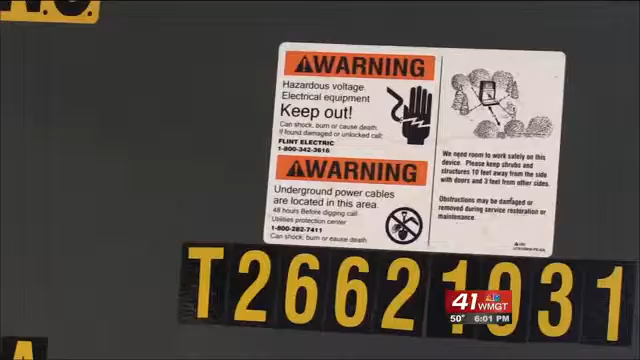 WARNING
Hazardous voltage.
Electrical equipment
Keep out!
Can shock, burn or cause death.
If found damaged or unlocked call:
FLINT ELECTRIC
1-800-342-3616
WARNING
Underground power cables
are located in this area.
48 hours Before digging call
Utilities protection center
1-800-282-7411
Can shock, burn or cause death
We need room to work safely on this
device. Please keep shrubs and
structures 10 feet away from the side
with doors and 3 feet from other sides.
Obstructions may be damaged or
removed during service restoration or
maintenance.
T26621931
41 WMGT
50° 6:01 PM